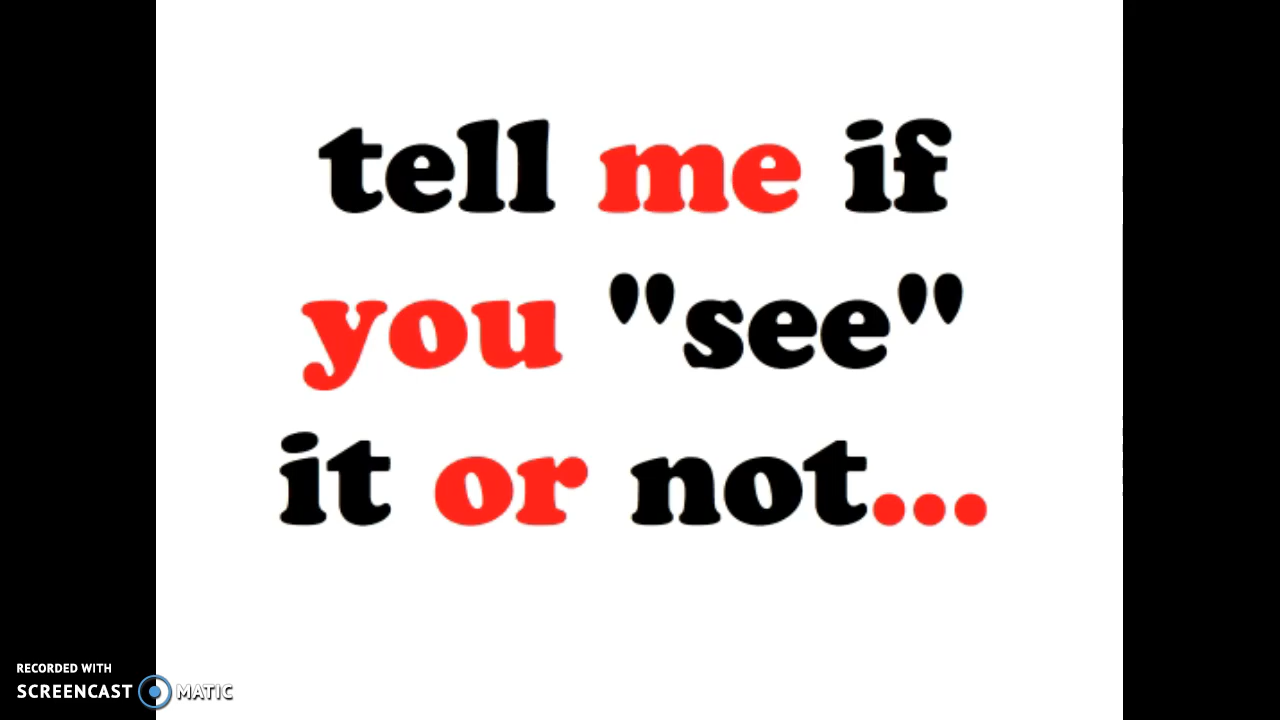 tell me if
you "see"
it or not...
RECORDED WITH
SCREENCAST MATIC